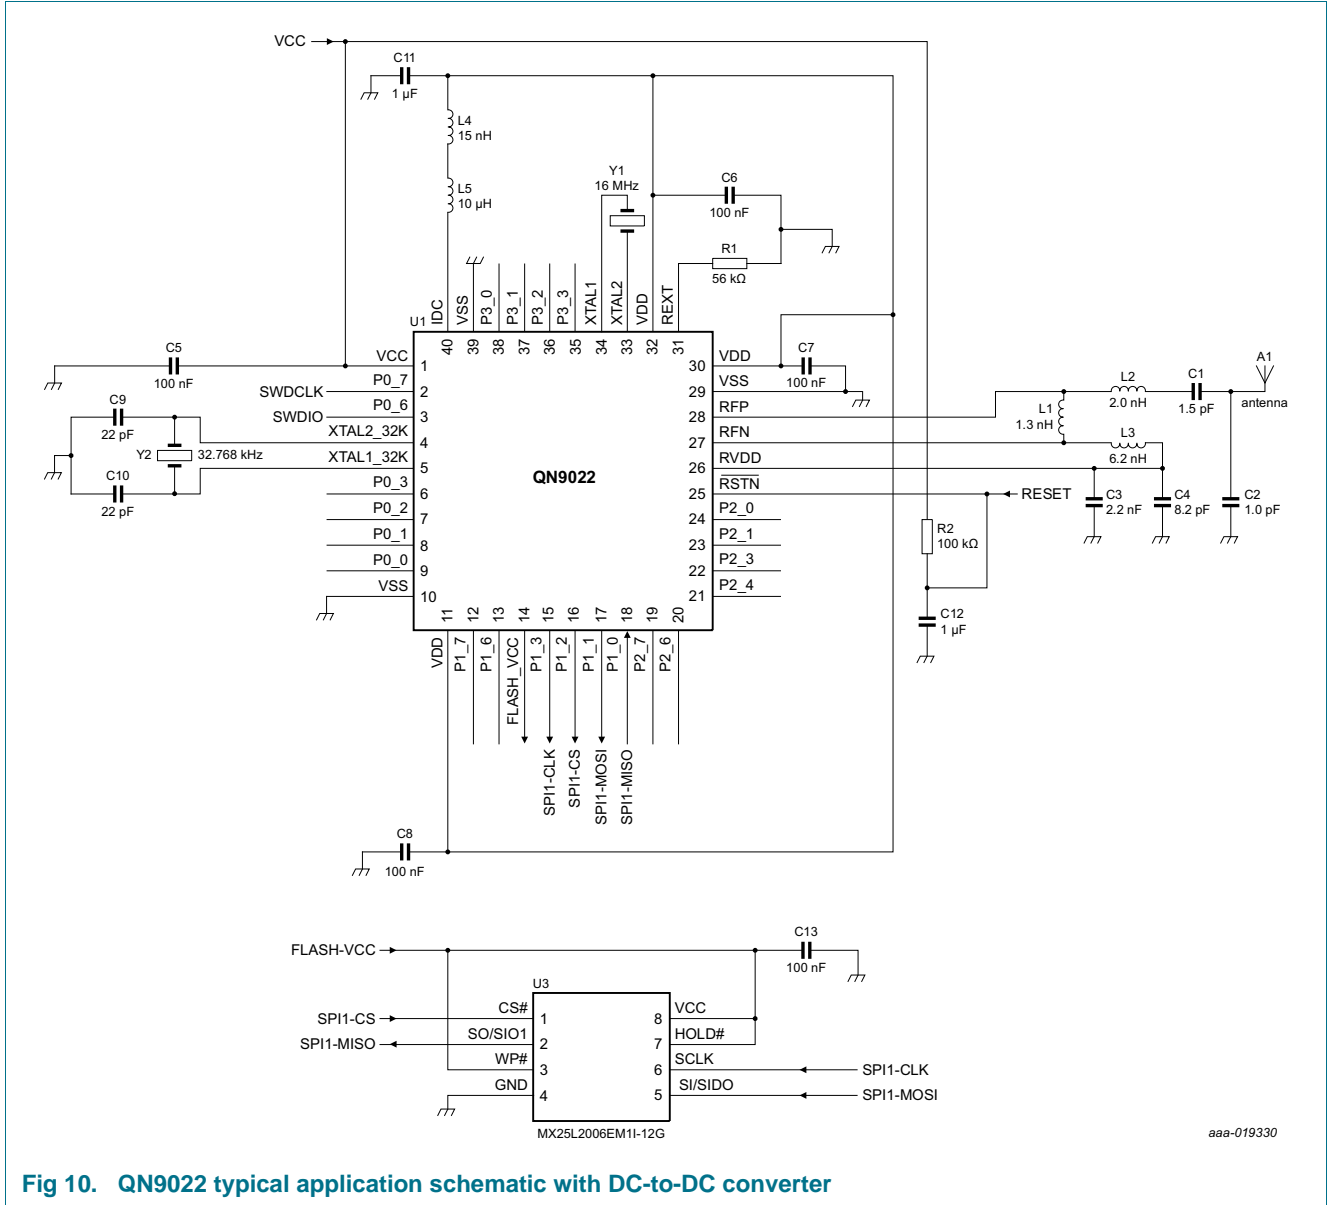 VCC
C11
1 µF
L4
15 nH
L5
10 µH
Y1
16 MHz
C6
100 nF
R1
56 kΩ
U1
IDC
VSS
P3_0
P3_1
P3_2
P3_3
XTAL1
XTAL2
VDD
REXT
40
39
38
37
36
35
34
33
32
31
C5
100 nF
SWDCLK
SWDIO
C9
22 pF
Y2
32.768 kHz
C10
22 pF
VCC
1
P0_7
2
P0_6
3
XTAL2_32K
4
XTAL1_32K
5
P0_3
6
P0_2
7
P0_1
8
P0_0
9
VSS
10
QN9022
30
VDD
29
VSS
28
RFP
27
RFN
26
RVDD
25
RSTN
24
P2_0
23
P2_1
22
P2_3
21
P2_4
C7
100 nF
L1
1.3 nH
L2
2.0 nH
C1
1.5 pF
A1
antenna
L3
6.2 nH
RESET
C3
2.2 nF
C4
8.2 pF
C2
1.0 pF
R2
100 kΩ
C12
1 µF
11
12
13
14
15
16
17
18
19
20
VDD
P1_7
P1_6
FLASH_VCC
P1_3
P1_2
P1_1
P1_0
P2_7
P2_6
SPI1-CLK
SPI1-CS
SPI1-MOSI
SPI1-MISO
C8
100 nF
FLASH-VCC
C13
100 nF
U3
SPI1-CS
CS#
1
SPI1-MISO
SO/SIO1
2
WP#
3
GND
4
8
VCC
7
HOLD#
6
SCLK
SPI1-CLK
5
SI/SIDO
SPI1-MOSI
MX25L2006EM1I-12G
aaa-019330
Fig 10. QN9022 typical application schematic with DC-to-DC converter